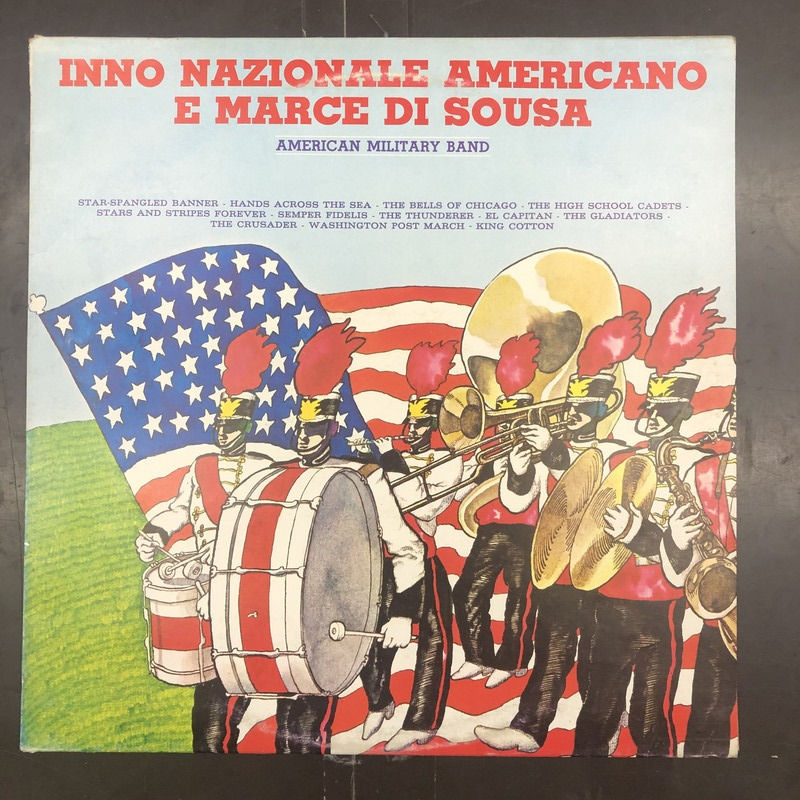 INNO NAZIONALE AMERICANO
E MARCE DI SOUSA
AMERICAN MILITARY BAND
STAR-SPANGLED BANNER - HANDS ACROSS THE SEA - THE BELLS OF CHICAGO - THE HIGH SCHOOL CADETS -
STARS AND STRIPES FOREVER - SEMPER FIDELIS - THE THUNDERER - EL CAPITAN - THE GLADIATORS -
THE CRUSADER - WASHINGTON POST MARCH - KING COTTON